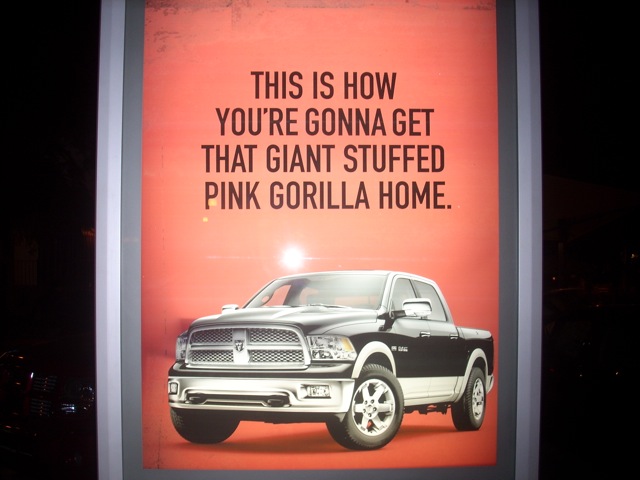 THIS IS HOW
YOU'RE GONNA GET
THAT GIANT STUFFED
PINK GORILLA HOME.